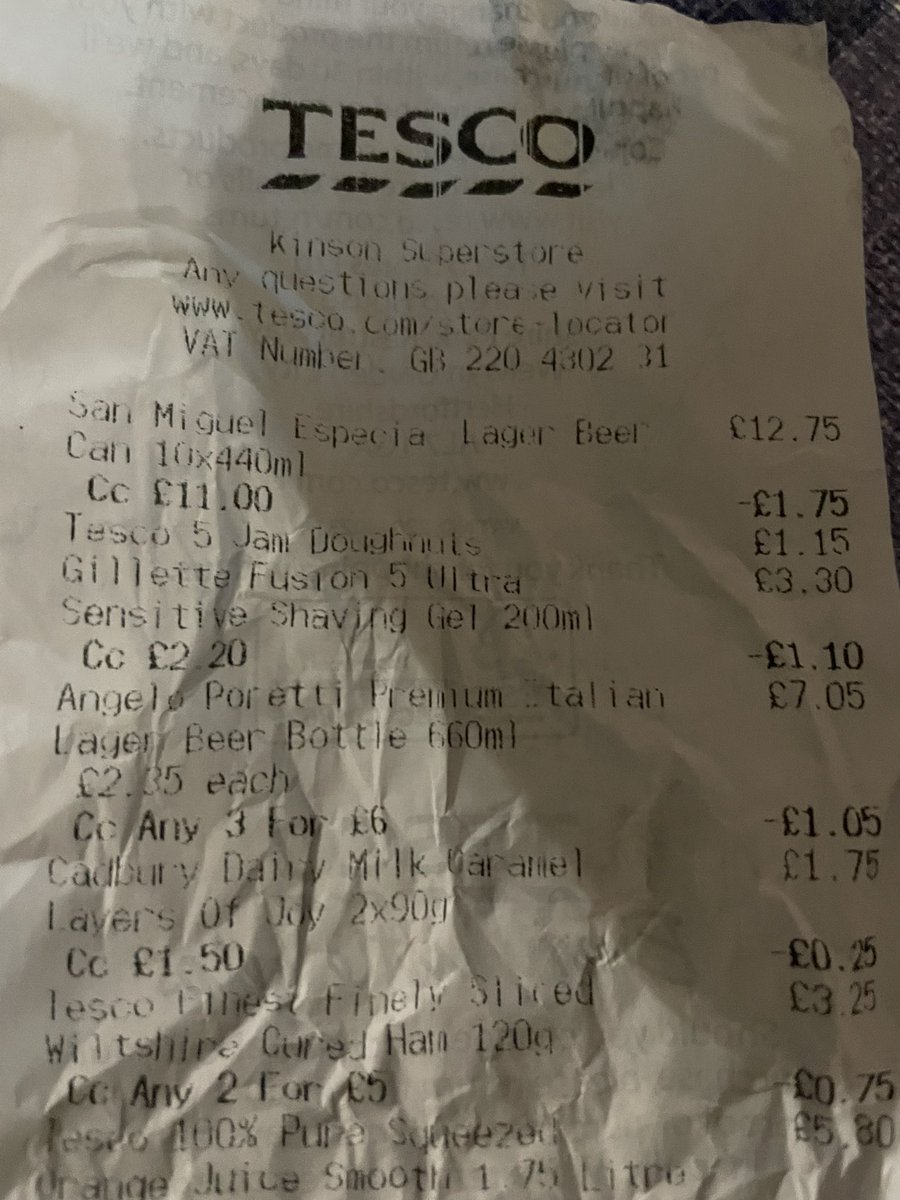 TESCO
Kinson Superstore
Any questions please visit
www.tesco.com/store-locator
VAT Number. GB 220 4302 31
San Miguel Especial Lager Beer £12.75
Can 10x440ml
Cc £11.00 -£1.75
Tesco 5 Jam Doughnuts £1.15
Gillette Fusion 5 Ultra £3.30
Sensitive Shaving Gel 200ml
Cc £2.20 -£1.10
Angelo Poretti Premium Italian £7.05
Lager Beer Bottle 660ml
£2.35 each
Cc Any 3 For £6 -£1.05
Cadbury Dairy Milk Caramel £1.75
Layers Of Joy 2x90g
Cc £1.50 -£0.25
Tesco Finest Finely Sliced £3.25
Wiltshire Cured Ham 120g
Cc Any 2 For £5 -£0.75
Tesco 100% Pure Squeezed £5.80
Orange Juice Smooth 1.75 Litre